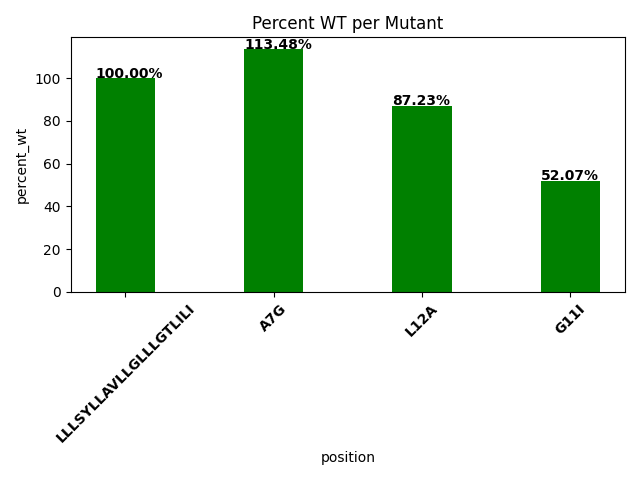 Percent WT per Mutant
percent_wt
100
80
60
40
20
0
100.00%
113.48%
87.23%
52.07%
LLLSYLLAVLLGLLLGTLILI
A7G
L12A
G11I
position